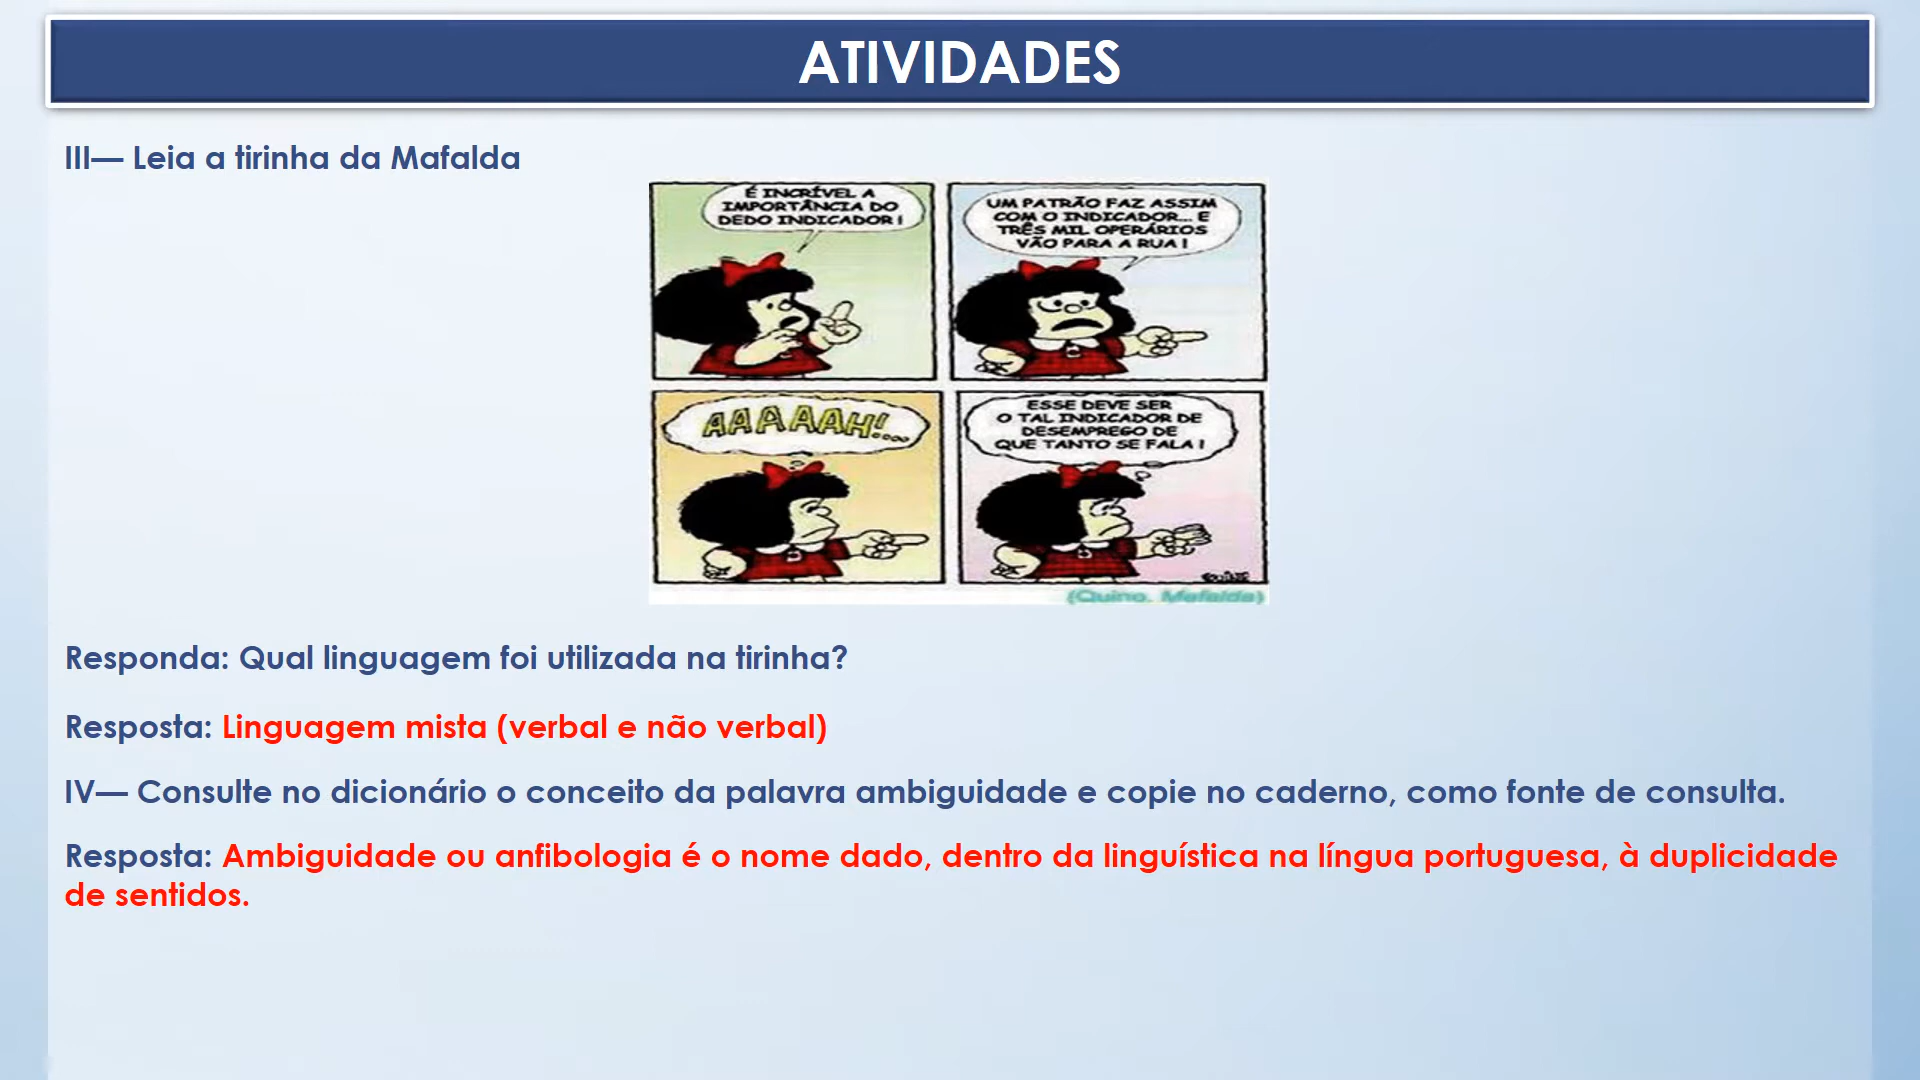 ATIVIDADES
III— Leia a tirinha da Mafalda
É INCRÍVEL A
IMPORTÂNCIA DO
DEDO INDICADOR!
UM PATRÃO FAZ ASSIM
COM O INDICADOR... E
TRÊS MIL OPERÁRIOS
VÃO PARA A RUA!
AAAAAH!...
ESSE DEVE SER
O TAL INDICADOR DE
DESEMPREGO DE
QUE TANTO SE FALA!
QUINO
(Quino. Mafalda)
Responda: Qual linguagem foi utilizada na tirinha?
Resposta: Linguagem mista (verbal e não verbal)
IV— Consulte no dicionário o conceito da palavra ambiguidade e copie no caderno, como fonte de consulta.
Resposta: Ambiguidade ou anfibologia é o nome dado, dentro da linguística na língua portuguesa, à duplicidade
de sentidos.